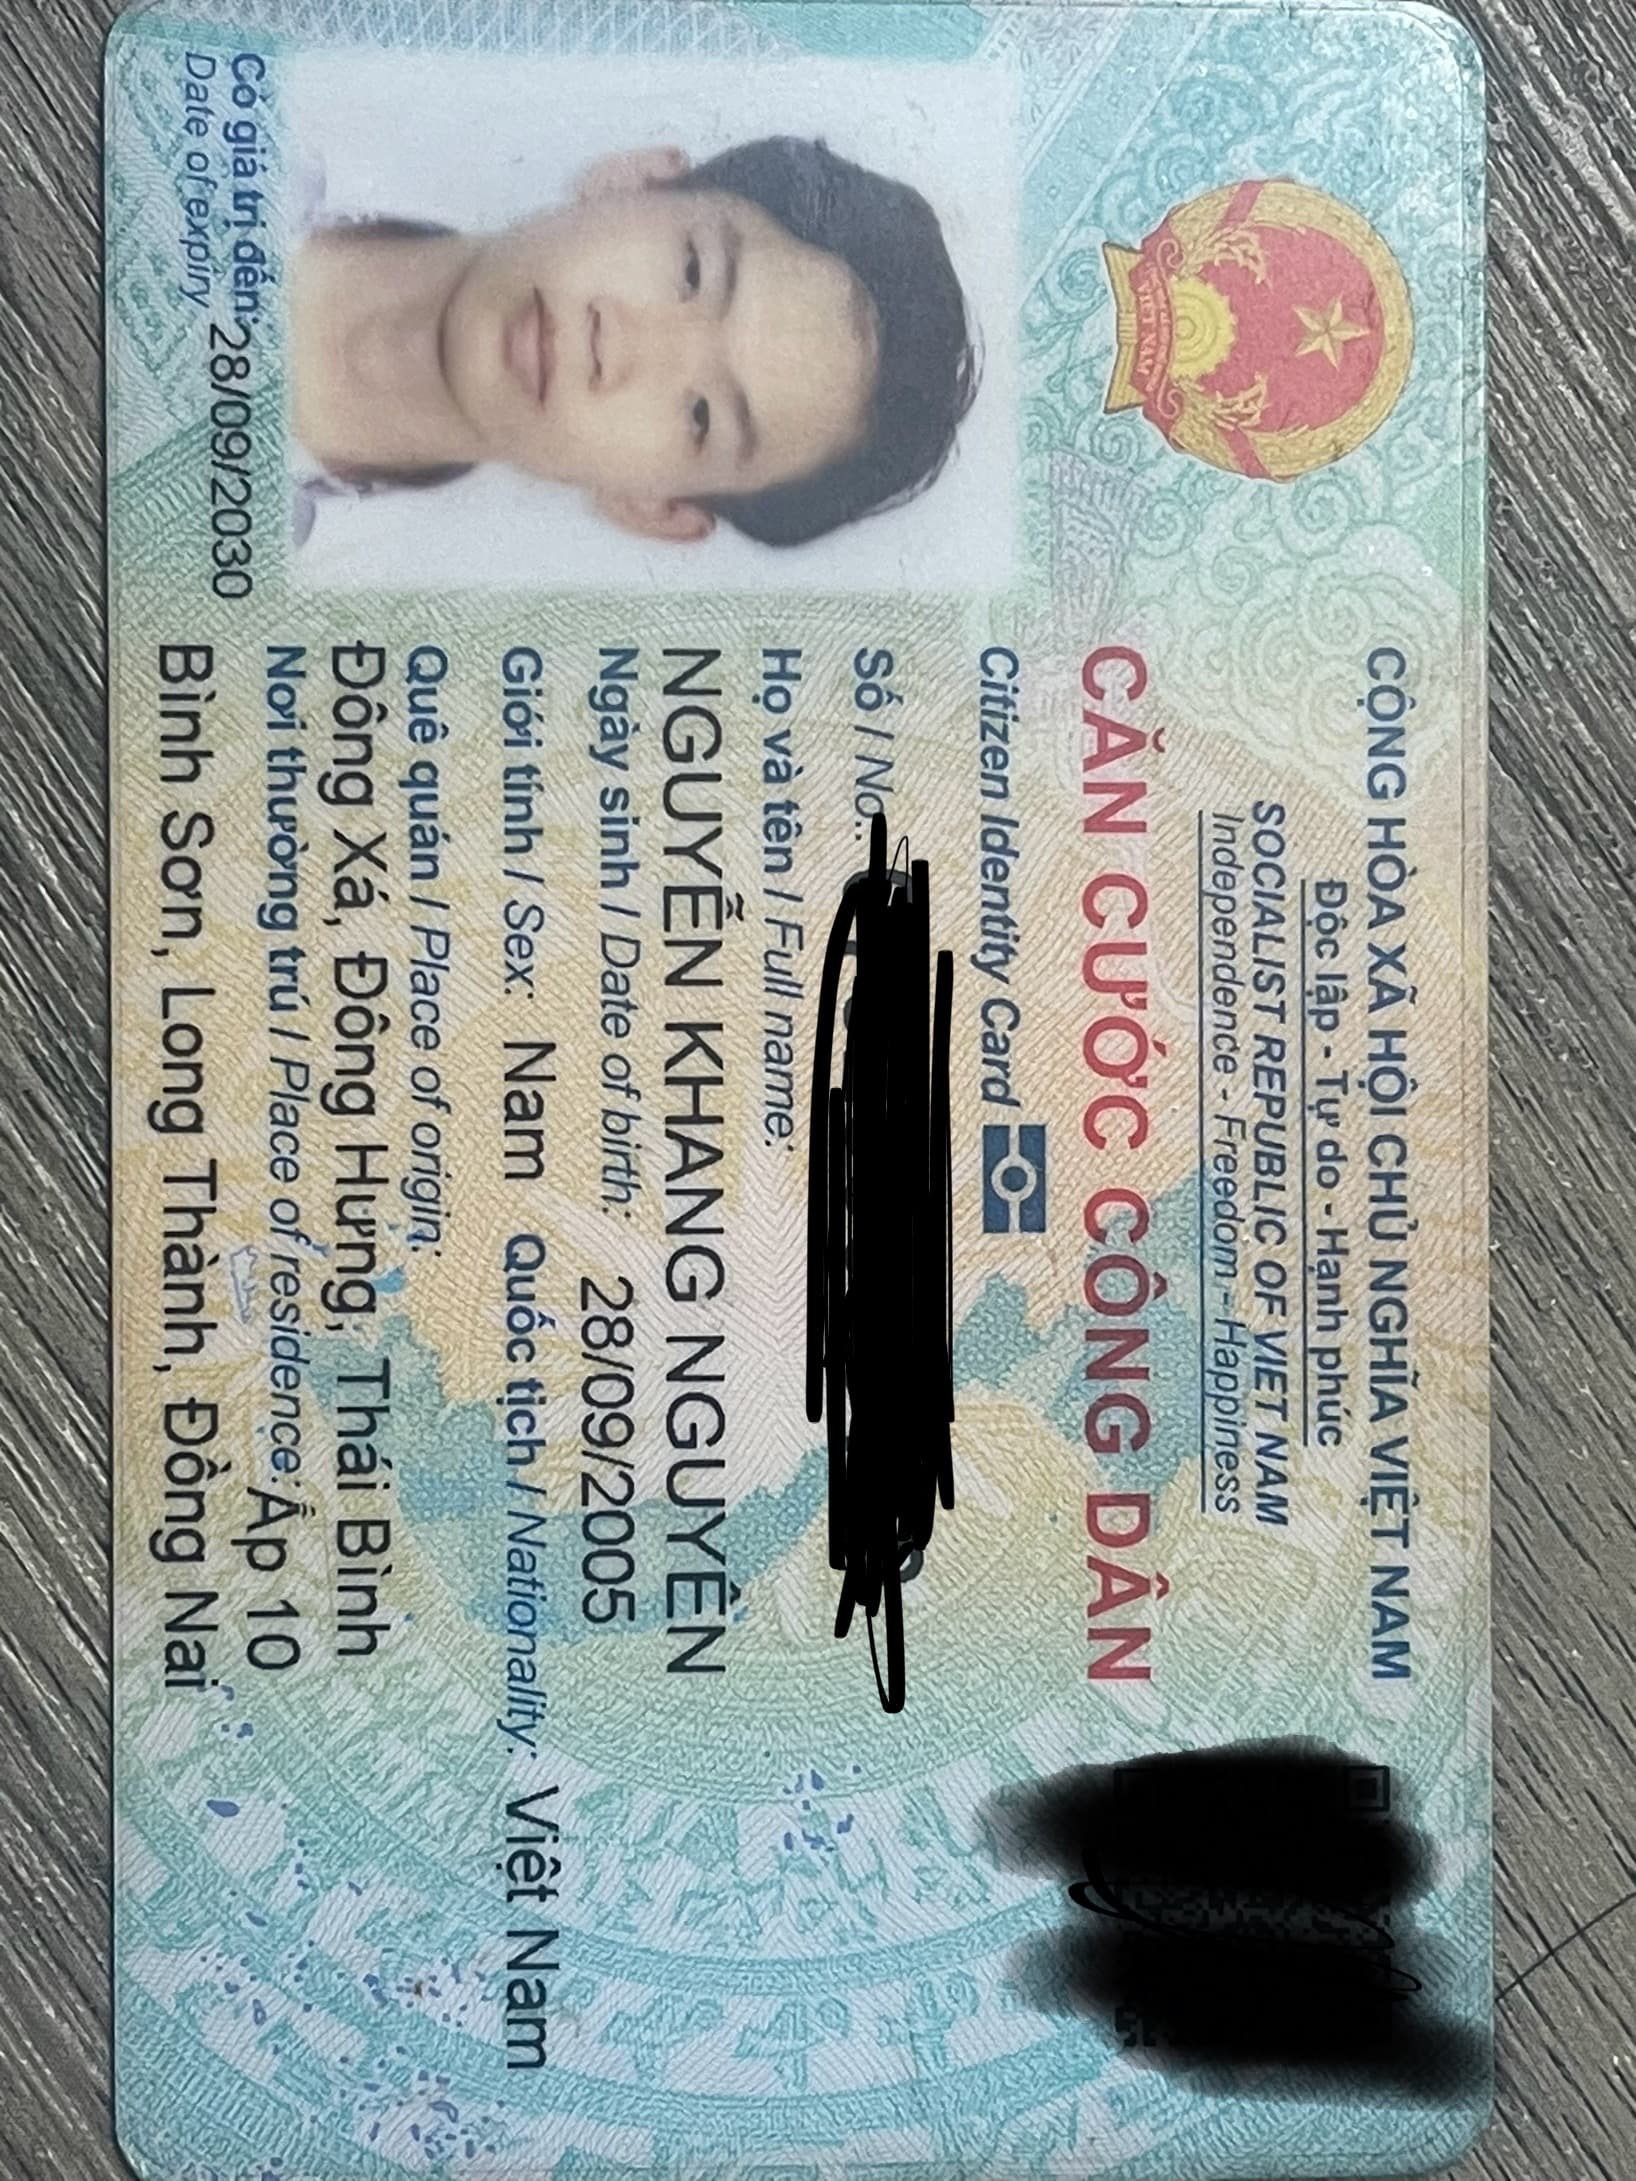 CỘNG HÒA XÃ HỘI CHỦ NGHĨA VIỆT NAM
Độc lập - Tự do - Hạnh phúc
SOCIALIST REPUBLIC OF VIET NAM
Independence - Freedom - Happiness
CĂN CƯỚC CÔNG DÂN
Citizen Identity Card
Số / No.:
Họ và tên / Full name:
NGUYỄN KHANG NGUYÊN
Ngày sinh / Date of birth: 28/09/2005
Giới tính / Sex: Nam Quốc tịch / Nationality: Việt Nam
Quê quán / Place of origin:
Đông Xá, Đông Hưng, Thái Bình
Nơi thường trú / Place of residence: Ấp 10
Bình Sơn, Long Thành, Đồng Nai
Có giá trị đến: 28/09/2030
Date of expiry
VIỆT NAM